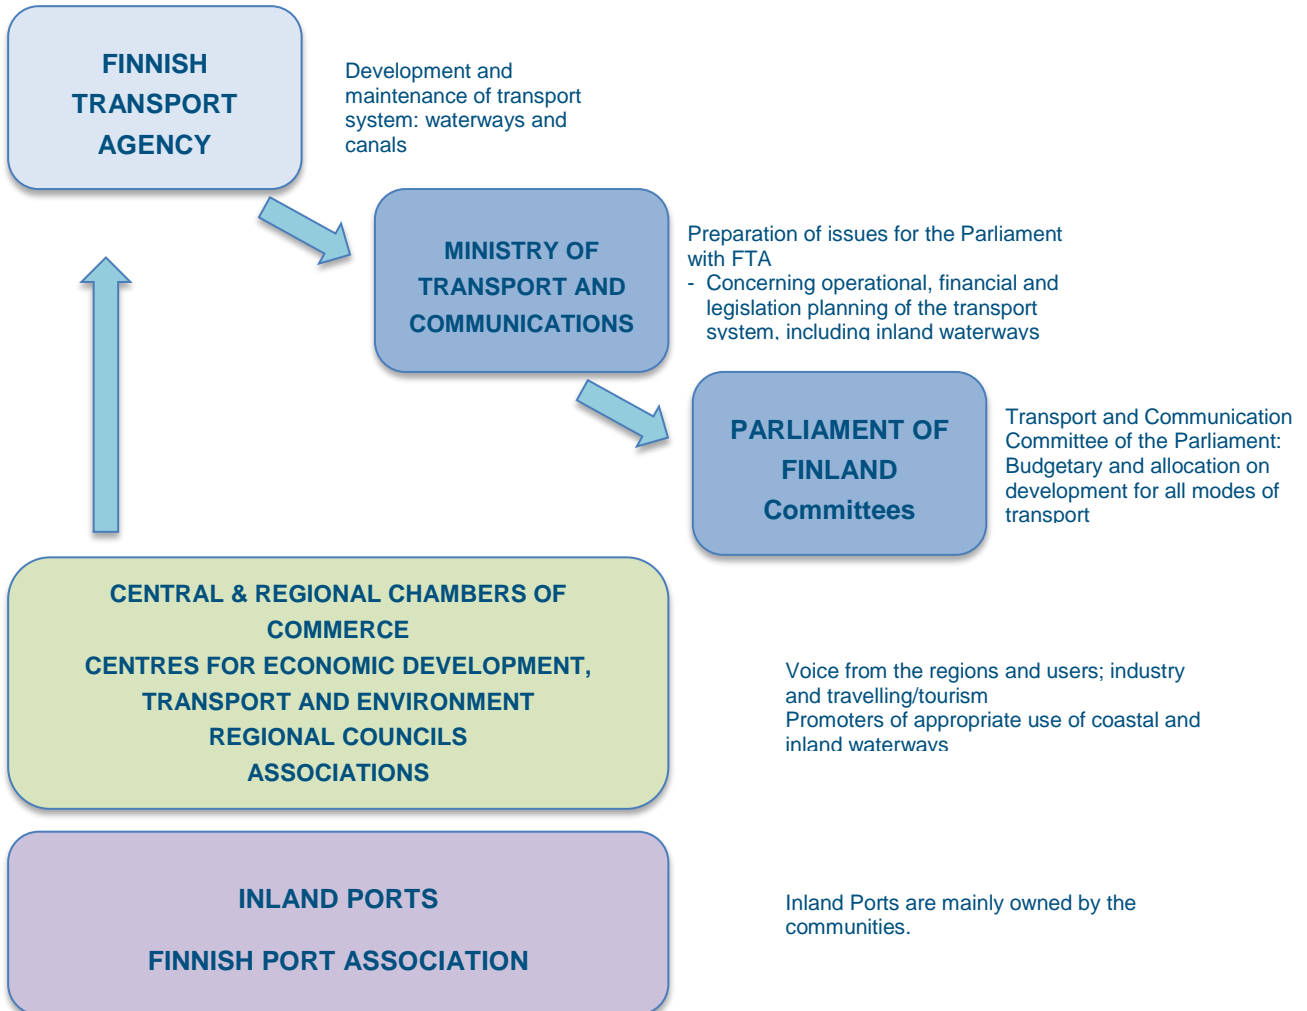 FINNISH
TRANSPORT
AGENCY
Development and
maintenance of transport
system: waterways and
canals
MINISTRY OF
TRANSPORT AND
COMMUNICATIONS
Preparation of issues for the Parliament
with FTA
- Concerning operational, financial and
legislation planning of the transport
system, including inland waterways
PARLIAMENT OF
FINLAND
Committees
Transport and Communication
Committee of the Parliament:
Budgetary and allocation on
development for all modes of
transport
CENTRAL & REGIONAL CHAMBERS OF
COMMERCE
CENTRES FOR ECONOMIC DEVELOPMENT,
TRANSPORT AND ENVIRONMENT
REGIONAL COUNCILS
ASSOCIATIONS
Voice from the regions and users; industry
and travelling/tourism
Promoters of appropriate use of coastal and
inland waterways
INLAND PORTS
FINNISH PORT ASSOCIATION
Inland Ports are mainly owned by the
communities.